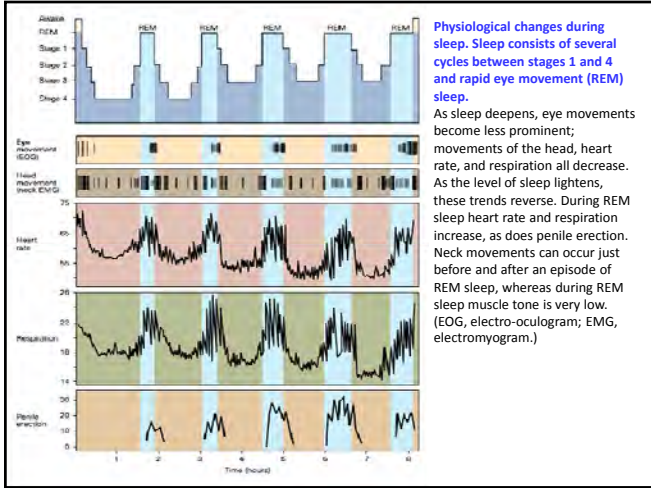 Awake
REM
REM
REM
REM
REM
REM
Stage 1
Stage 2
Stage 3
Stage 4
Eye
movement
(EOG)
Head
movement
(neck EMG)
75
65
55
Heart
rate
26
22
18
14
Respiration
30
20
10
0
Penile
erection
1 2 3 4 5 6 7 8
Time (hours)
Physiological changes during
sleep. Sleep consists of several
cycles between stages 1 and 4
and rapid eye movement (REM)
sleep.
As sleep deepens, eye movements
become less prominent;
movements of the head, heart
rate, and respiration all decrease.
As the level of sleep lightens,
these trends reverse. During REM
sleep heart rate and respiration
increase, as does penile erection.
Neck movements can occur just
before and after an episode of
REM sleep, whereas during REM
sleep muscle tone is very low.
(EOG, electro-oculogram; EMG,
electromyogram.)